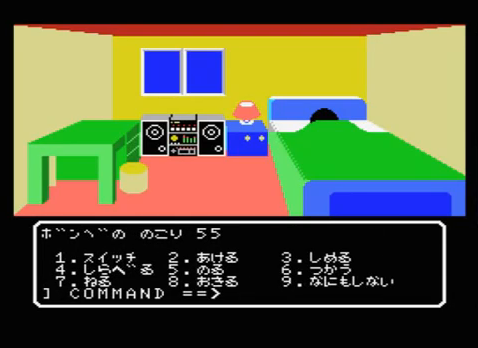 ボンベの のこり 55
1.スイッチ 2.あける 3.しめる
4.しらべる 5.のる 6.つかう
7.ねる 8.おきる 9.なにもしない
] COMMAND ==>